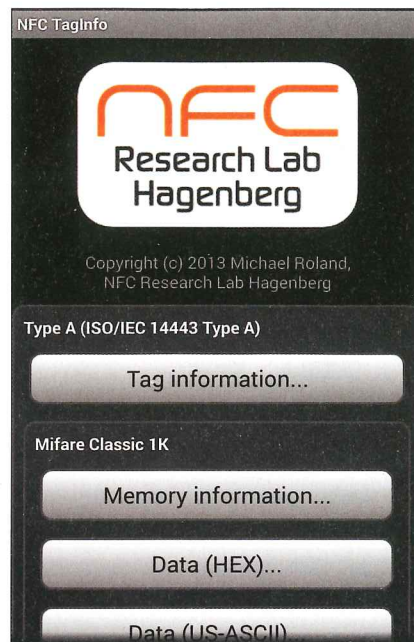 NFC TagInfo
NFC
Research Lab
Hagenberg
Copyright (c) 2013 Michael Roland,
NFC Research Lab Hagenberg
Type A (ISO/IEC 14443 Type A)
Tag information...
Mifare Classic 1K
Memory information...
Data (HEX)...
Data (US-ASCII)...